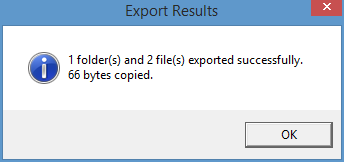 Export Results
1 folder(s) and 2 file(s) exported successfully.
66 bytes copied.
OK